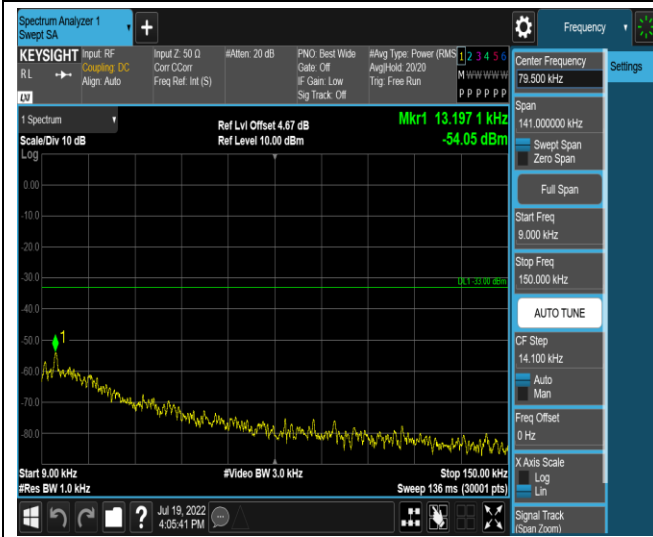 Spectrum Analyzer 1
Swept SA
+
Frequency
KEYSIGHT
RL
LXI
Input: RF
Coupling: DC
Align: Auto
Input Z: 50 Ω
Corr CCorr
Freq Ref: Int (S)
#Atten: 20 dB
PNO: Best Wide
Gate: Off
IF Gain: Low
Sig Track: Off
#Avg Type: Power (RMS
Avg|Hold: 20/20
Trig: Free Run
1 2 3 4 5 6
M W W W W W
P P P P P P
1 Spectrum
Scale/Div 10 dB
Log
Ref Lvl Offset 4.67 dB
Ref Level 10.00 dBm
Mkr1 13.197 1 kHz
-54.05 dBm
0.00
-10.0
-20.0
-30.0
-40.0
-50.0
-60.0
-70.0
-80.0
DL1 -33.00 dBm
1
Start 9.00 kHz
#Res BW 1.0 kHz
#Video BW 3.0 kHz
Stop 150.00 kHz
Sweep 136 ms (30001 pts)
?
Jul 19, 2022
4:05:41 PM
Center Frequency
79.500 kHz
Settings
Span
141.000000 kHz
Swept Span
Zero Span
Full Span
Start Freq
9.000 kHz
Stop Freq
150.000 kHz
AUTO TUNE
CF Step
14.100 kHz
Auto
Man
Freq Offset
0 Hz
X Axis Scale
Log
Lin
Signal Track
(Span Zoom)